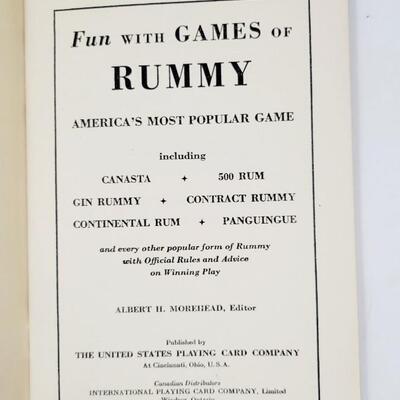 Fun WITH GAMES OF
RUMMY
AMERICA'S MOST POPULAR GAME
including
CANASTA + 500 RUM
GIN RUMMY + CONTRACT RUMMY
CONTINENTAL RUM + PANGUINGUE
and every other popular form of Rummy
with Official Rules and Advice
on Winning Play
ALBERT H. MOREHEAD, Editor
Published by
THE UNITED STATES PLAYING CARD COMPANY
At Cincinnati, Ohio, U.S.A.
Canadian Distributors
INTERNATIONAL PLAYING CARD COMPANY, Limited
Windsor, Ontario